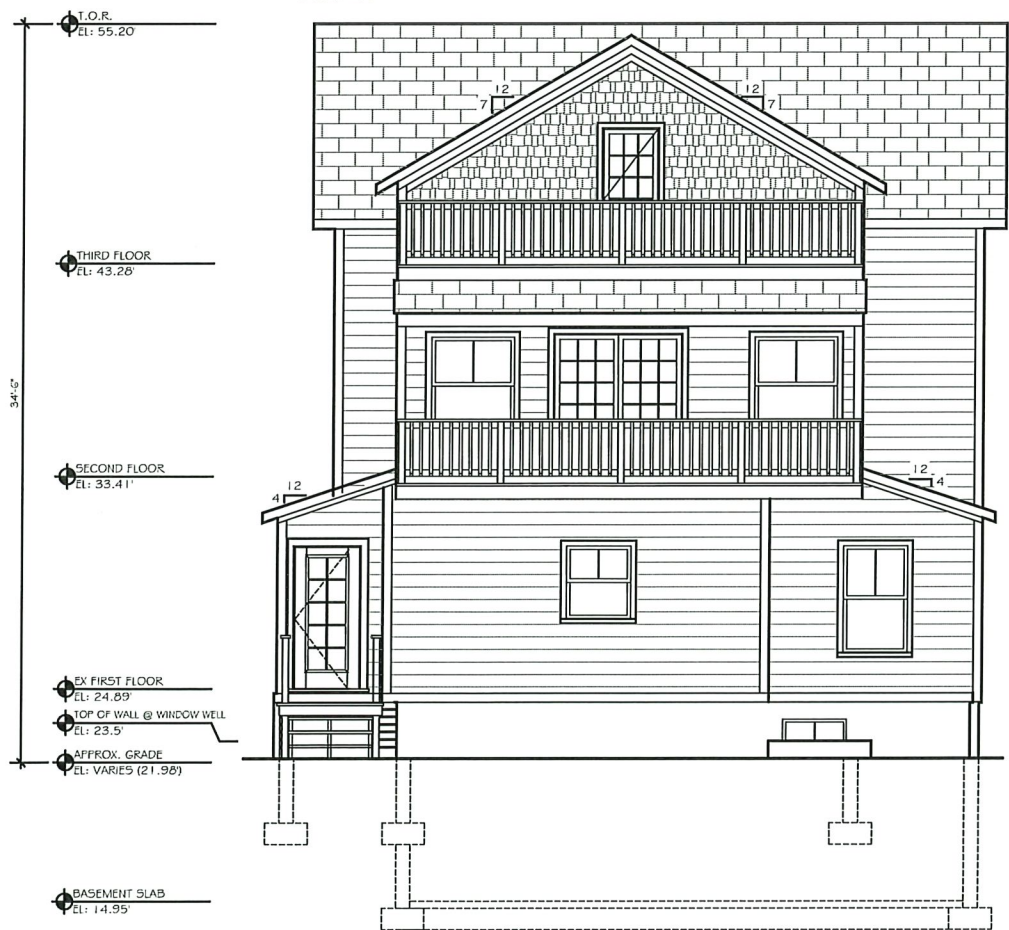 T.O.R.
EL: 55.20'
12
7
12
7
THIRD FLOOR
EL: 43.28'
34'-6"
SECOND FLOOR
EL: 33.41'
12
4
12
4
EX FIRST FLOOR
EL: 24.89'
TOP OF WALL @ WINDOW WELL
EL: 23.5'
APPROX. GRADE
EL: VARIES (21.98')
BASEMENT SLAB
EL: 14.95'